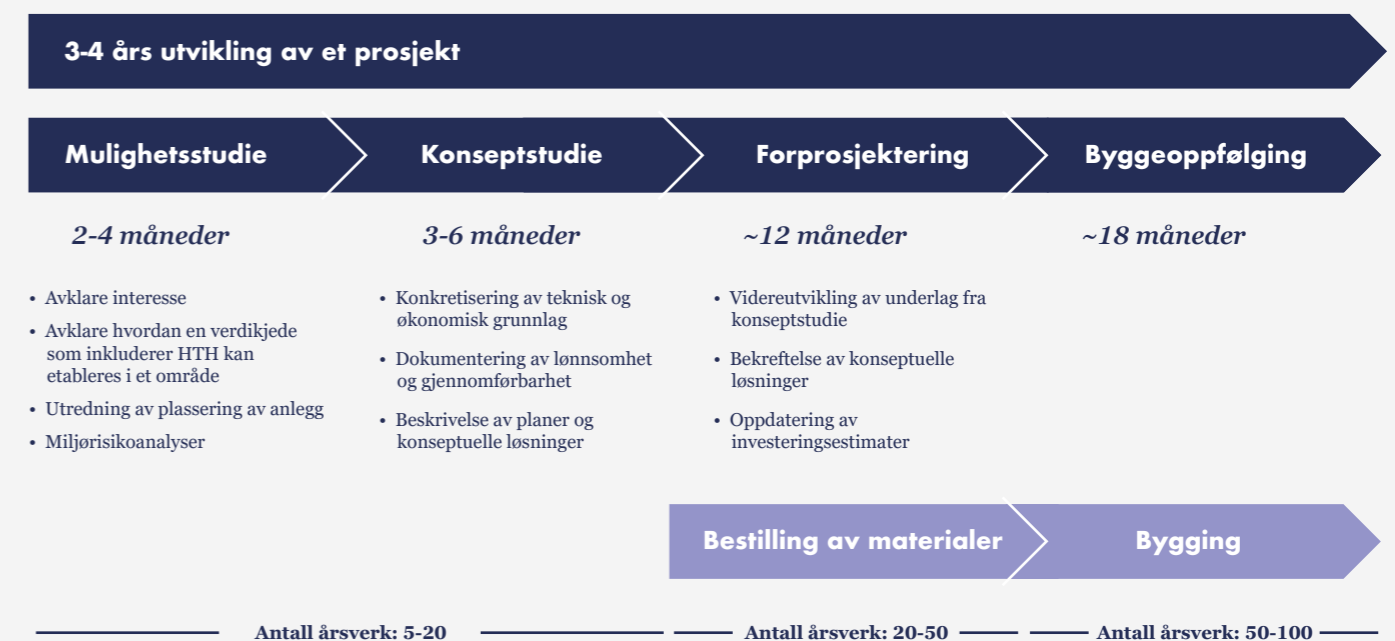 3-4 års utvikling av et prosjekt
Mulighetsstudie
Konseptstudie
Forprosjektering
Byggeoppfølging
2-4 måneder
3-6 måneder
~12 måneder
~18 måneder
• Avklare interesse
• Avklare hvordan en verdikjede
som inkluderer HTH kan
etableres i et område
• Utredning av plassering av anlegg
• Miljørisikoanalyser
• Konkretisering av teknisk og
økonomisk grunnlag
• Dokumentering av lønnsomhet
og gjennomførbarhet
• Beskrivelse av planer og
konseptuelle løsninger
• Videreutvikling av underlag fra
konseptstudie
• Bekreftelse av konseptuelle
løsninger
• Oppdatering av
investeringsestimater
Bestilling av materialer
Bygging
Antall årsverk: 5-20
Antall årsverk: 20-50
Antall årsverk: 50-100